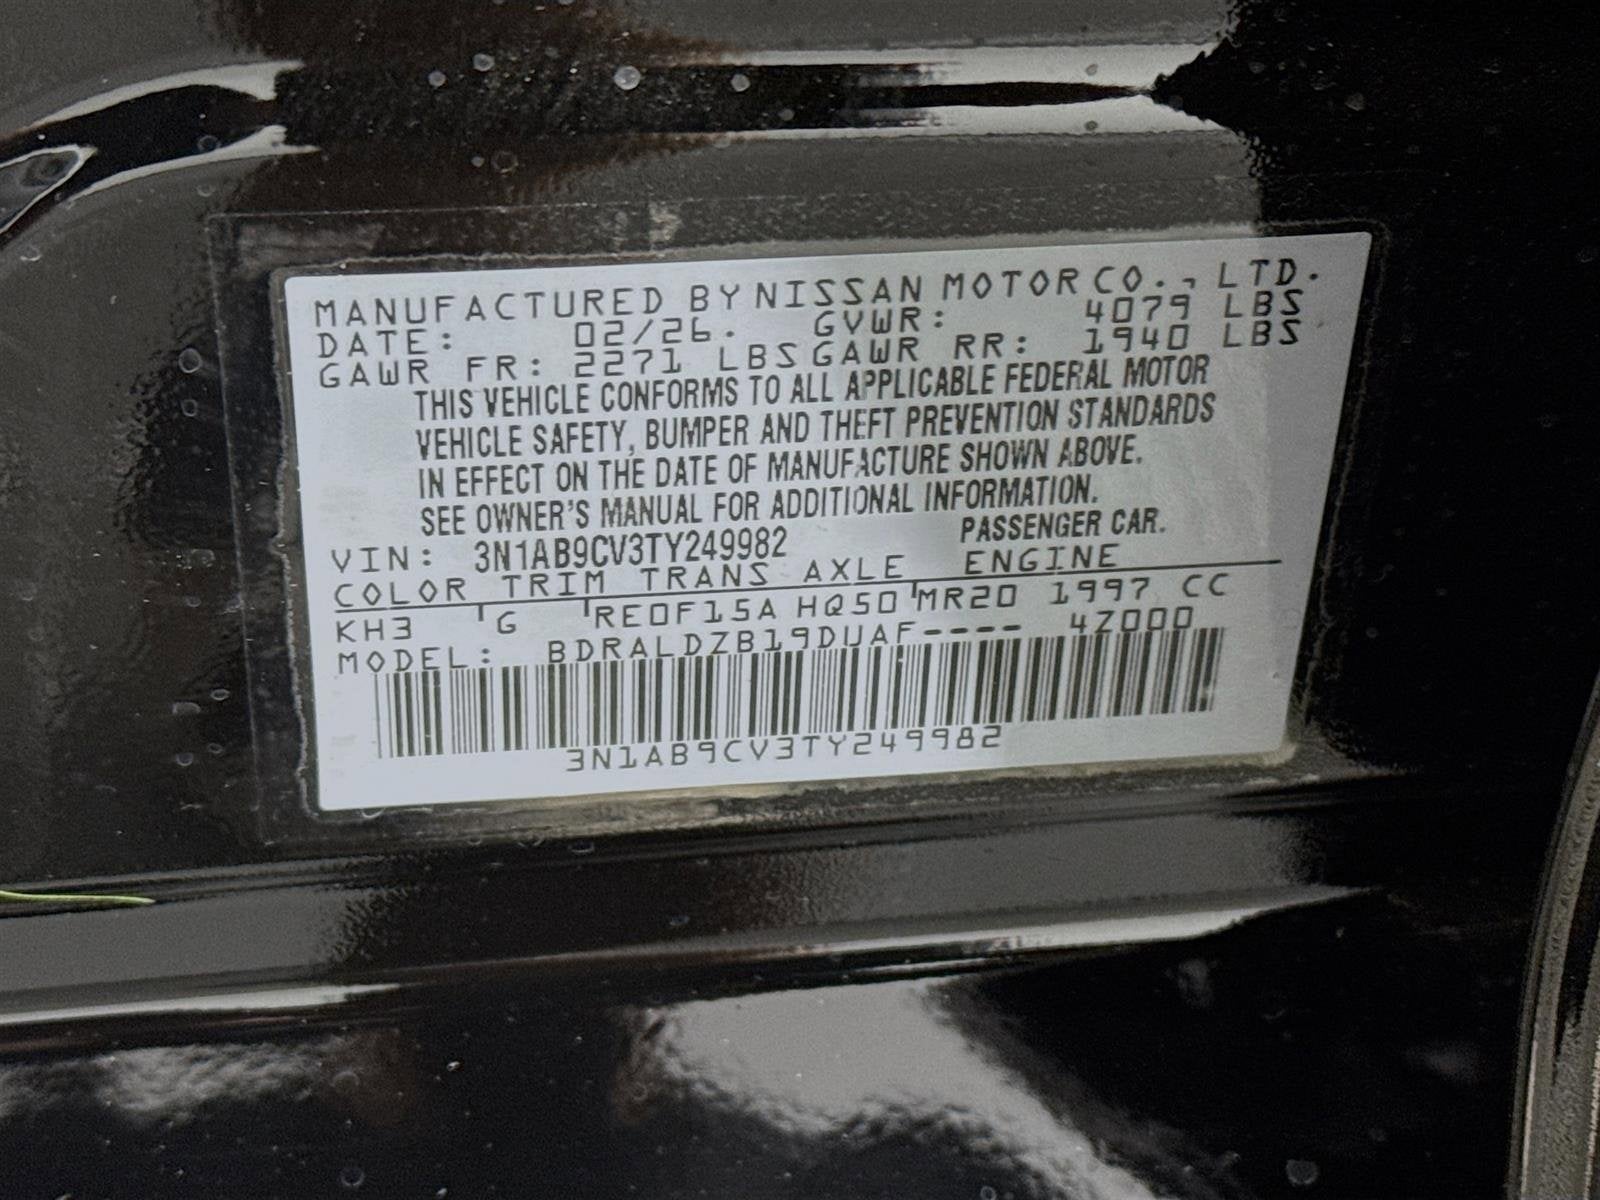 MANUFACTURED BY NISSAN MOTOR CO., LTD.
DATE: 02/26. GVWR: 4079 LBS
GAWR FR: 2271 LBS GAWR RR: 1940 LBS
THIS VEHICLE CONFORMS TO ALL APPLICABLE FEDERAL MOTOR
VEHICLE SAFETY, BUMPER AND THEFT PREVENTION STANDARDS
IN EFFECT ON THE DATE OF MANUFACTURE SHOWN ABOVE.
SEE OWNER'S MANUAL FOR ADDITIONAL INFORMATION.
VIN: 3N1AB9CV3TY249982 PASSENGER CAR.
COLOR TRIM TRANS AXLE ENGINE
KH3 G RE0F15A HQ50 MR20 1997 CC
MODEL: BDRALDZB19DUAF---- 4Z000
3N1AB9CV3TY249982